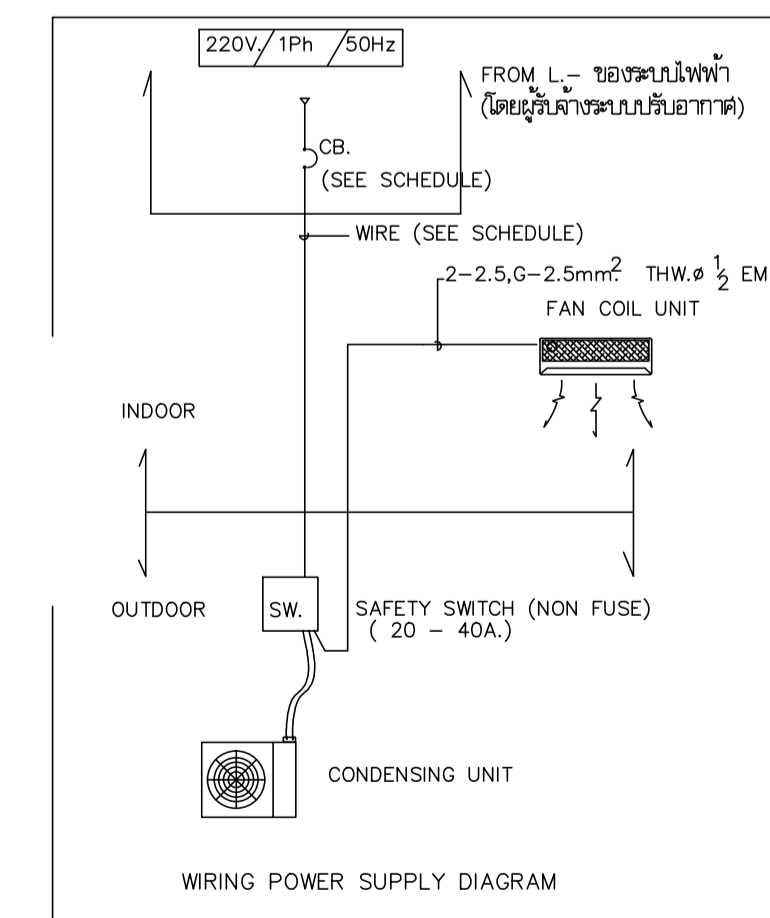 220V./1Ph /50Hz
FROM L.- ของระบบไฟฟ้า
(โดยผู้รับจ้างระบบปรับอากาศ)
CB.
(SEE SCHEDULE)
WIRE (SEE SCHEDULE)
2-2.5,G-2.5mm.² THW.ø ½ EM
FAN COIL UNIT
INDOOR
OUTDOOR
SW.
SAFETY SWITCH (NON FUSE)
( 20 - 40A.)
CONDENSING UNIT
WIRING POWER SUPPLY DIAGRAM